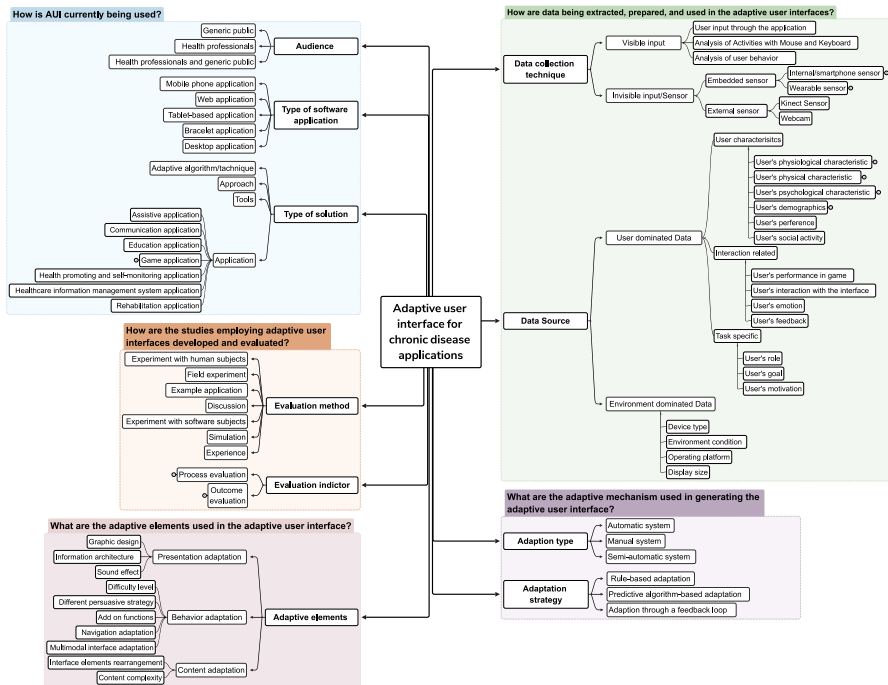 How is AUI currently being used?
Generic public
Health professionals
Health professionals and generic public
Audience
Mobile phone application
Web application
Tablet-based application
Bracelet application
Desktop application
Type of software
application
Adaptive algorithm/tachnique
Approach
Tools
Type of solution
Assistive application
Communication application
Education application
Game application
Health promoting and self-monitoring application
Healthcare information management system application
Rehabilitation application
Application
How are the studies employing adaptive user
interfaces developed and evaluated?
Experiment with human subjects
Field experiment
Example application
Discussion
Experiment with software subjects
Simulation
Experience
Evaluation method
Process evaluation
Outcome
evaluation
Evaluation indictor
What are the adaptive elements used in the adaptive user interface?
Graphic design
Information architecture
Sound effect
Presentation adaptation
Difficulty level
Different persuasive strategy
Add on functions
Navigation adaptation
Multimodal interface adaptation
Behavior adaptation
Adaptive elements
Interface elements rearrangement
Content complexity
Content adaptation
Adaptive user
interface for
chronic disease
applications
How are data being extracted, prepared, and used in the adaptive user interfaces?
Data collection
technique
Visible input
User input through the application
Analysis of Activities with Mouse and Keyboard
Analysis of user behavior
Invisible input/Sensor
Embedded sensor
Internal/smartphone sensor
Wearable sensor
External sensor
Kinect Sensor
Webcam
Data Source
User dominated Data
User characterisitcs
User's physiological characteristic
User's physical characteristic
User's psychological characteristic
User's demographics
User's perference
User's social activity
Interaction related
User's performance in game
User's interaction with the interface
User's emotion
User's feedback
Task specific
User's role
User's goal
User's motivation
Environment dominated Data
Device type
Environment condition
Operating platform
Display size
What are the adaptive mechanism used in generating the
adaptive user interface?
Adaption type
Automatic system
Manual system
Semi-automatic system
Adaptation
strategy
Rule-based adaptation
Predictive algorithm-based adaptation
Adaption through a feedback loop